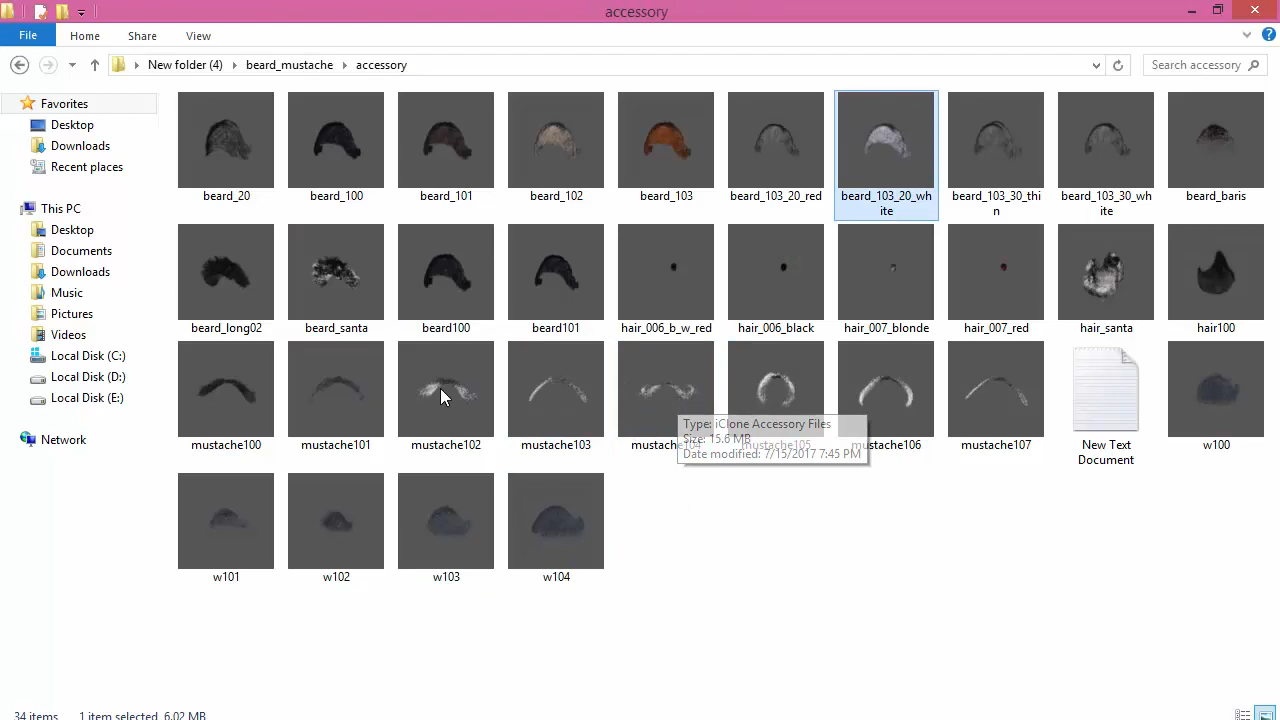 accessory
File Home Share View
New folder (4) beard_mustache accessory
Search accessory
Favorites
Desktop
Downloads
Recent places
This PC
Desktop
Documents
Downloads
Music
Pictures
Videos
Local Disk (C:)
Local Disk (D:)
Local Disk (E:)
Network
beard_20 beard_100 beard_101 beard_102 beard_103 beard_103_20_red beard_103_20_wh beard_103_30_thi beard_103_30_wh beard_baris
ite n ite
beard_long02 beard_santa beard100 beard101 hair_006_b_w_red hair_006_black hair_007_blonde hair_007_red hair_santa hair100
mustache100 mustache101 mustache102 mustache103 mustache104 mustache105 mustache106 mustache107 New Text w100
Document
Type: iClone Accessory Files
Size: 15.6 MB
Date modified: 7/15/2017 7:45 PM
w101 w102 w103 w104
34 items 1 item selected 6.02 MB